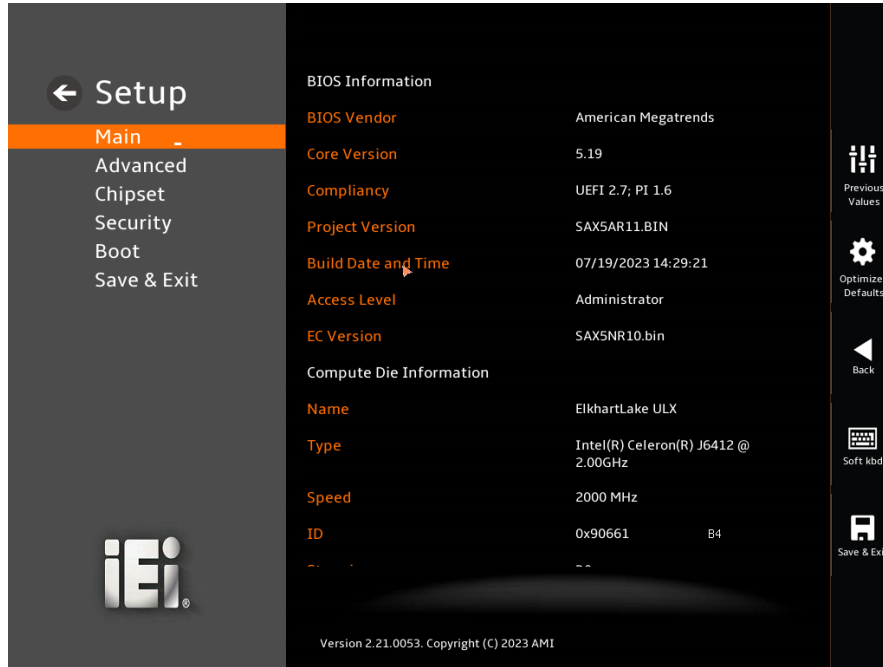 Setup
Main
Advanced
Chipset
Security
Boot
Save & Exit
iEi
®
BIOS Information
BIOS Vendor American Megatrends
Core Version 5.19
Compliancy UEFI 2.7; PI 1.6
Project Version SAX5AR11.BIN
Build Date and Time 07/19/2023 14:29:21
Access Level Administrator
EC Version SAX5NR10.bin
Compute Die Information
Name ElkhartLake ULX
Type Intel(R) Celeron(R) J6412 @
2.00GHz
Speed 2000 MHz
ID 0x90661 B4
Version 2.21.0053. Copyright (C) 2023 AMI
Previous
Values
Optimize
Defaults
Back
Soft kbd
Save & Exi